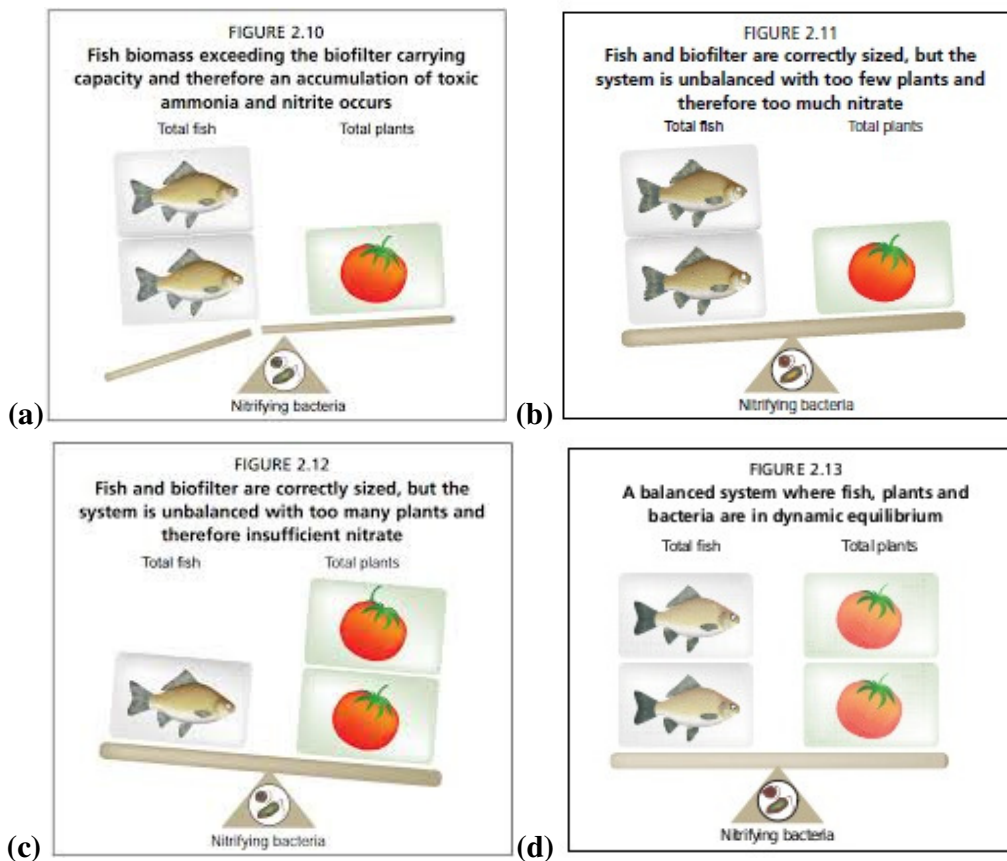 FIGURE 2.10
Fish biomass exceeding the biofilter carrying
capacity and therefore an accumulation of toxic
ammonia and nitrite occurs
Total fish
Total plants
Nitrifying bacteria
(a)
FIGURE 2.11
Fish and biofilter are correctly sized, but the
system is unbalanced with too few plants and
therefore too much nitrate
Total fish
Total plants
Nitrifying bacteria
(b)
FIGURE 2.12
Fish and biofilter are correctly sized, but the
system is unbalanced with too many plants and
therefore insufficient nitrate
Total fish
Total plants
Nitrifying bacteria
(c)
FIGURE 2.13
A balanced system where fish, plants and
bacteria are in dynamic equilibrium
Total fish
Total plants
Nitrifying bacteria
(d)